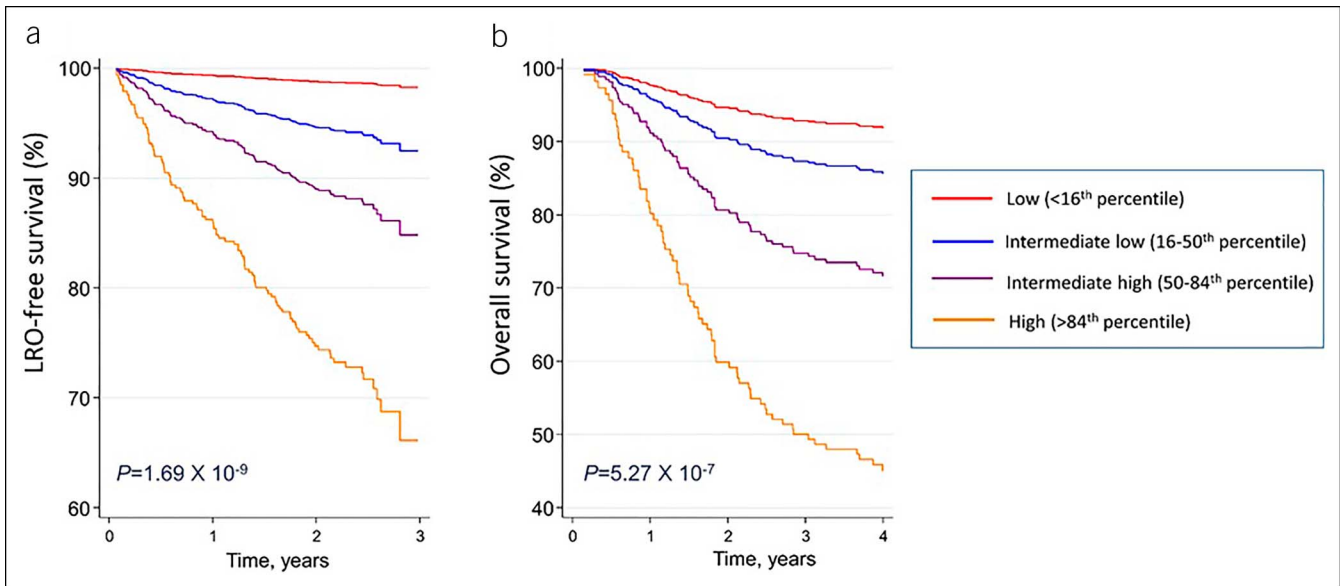 a
LRO-free survival (%)
100
90
80
70
60
P=1.69 X 10-9
0 1 2 3
Time, years
b
Overall survival (%)
100
90
80
70
60
50
40
P=5.27 X 10-7
0 1 2 3 4
Time, years
Low (<16th percentile)
Intermediate low (16-50th percentile)
Intermediate high (50-84th percentile)
High (>84th percentile)